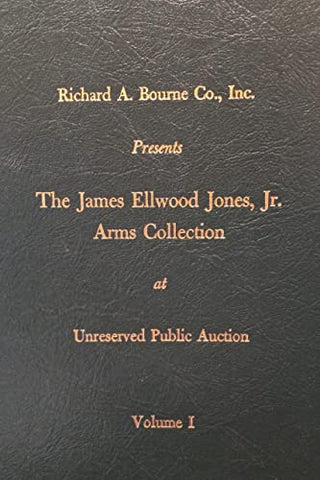 Richard A. Bourne Co., Inc.
Presents
The James Ellwood Jones, Jr.
Arms Collection
at
Unreserved Public Auction
Volume I